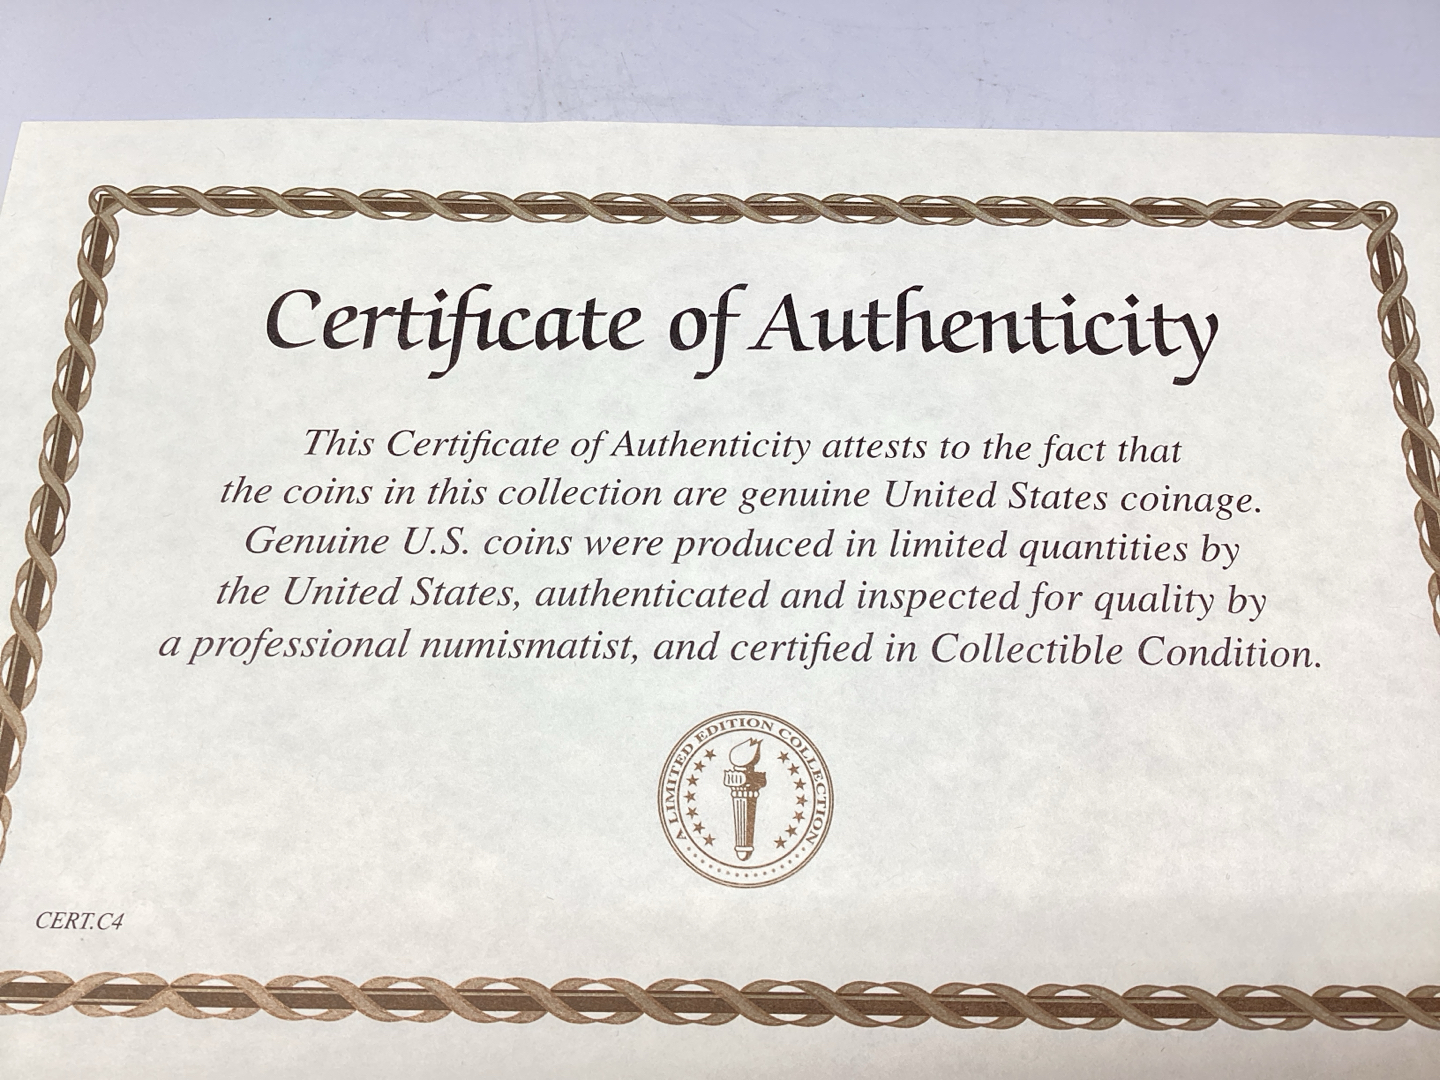 Certificate of Authenticity
This Certificate of Authenticity attests to the fact that
the coins in this collection are genuine United States coinage.
Genuine U.S. coins were produced in limited quantities by
the United States, authenticated and inspected for quality by
a professional numismatist, and certified in Collectible Condition.
A LIMITED EDITION COLLECTION
CERT.C4